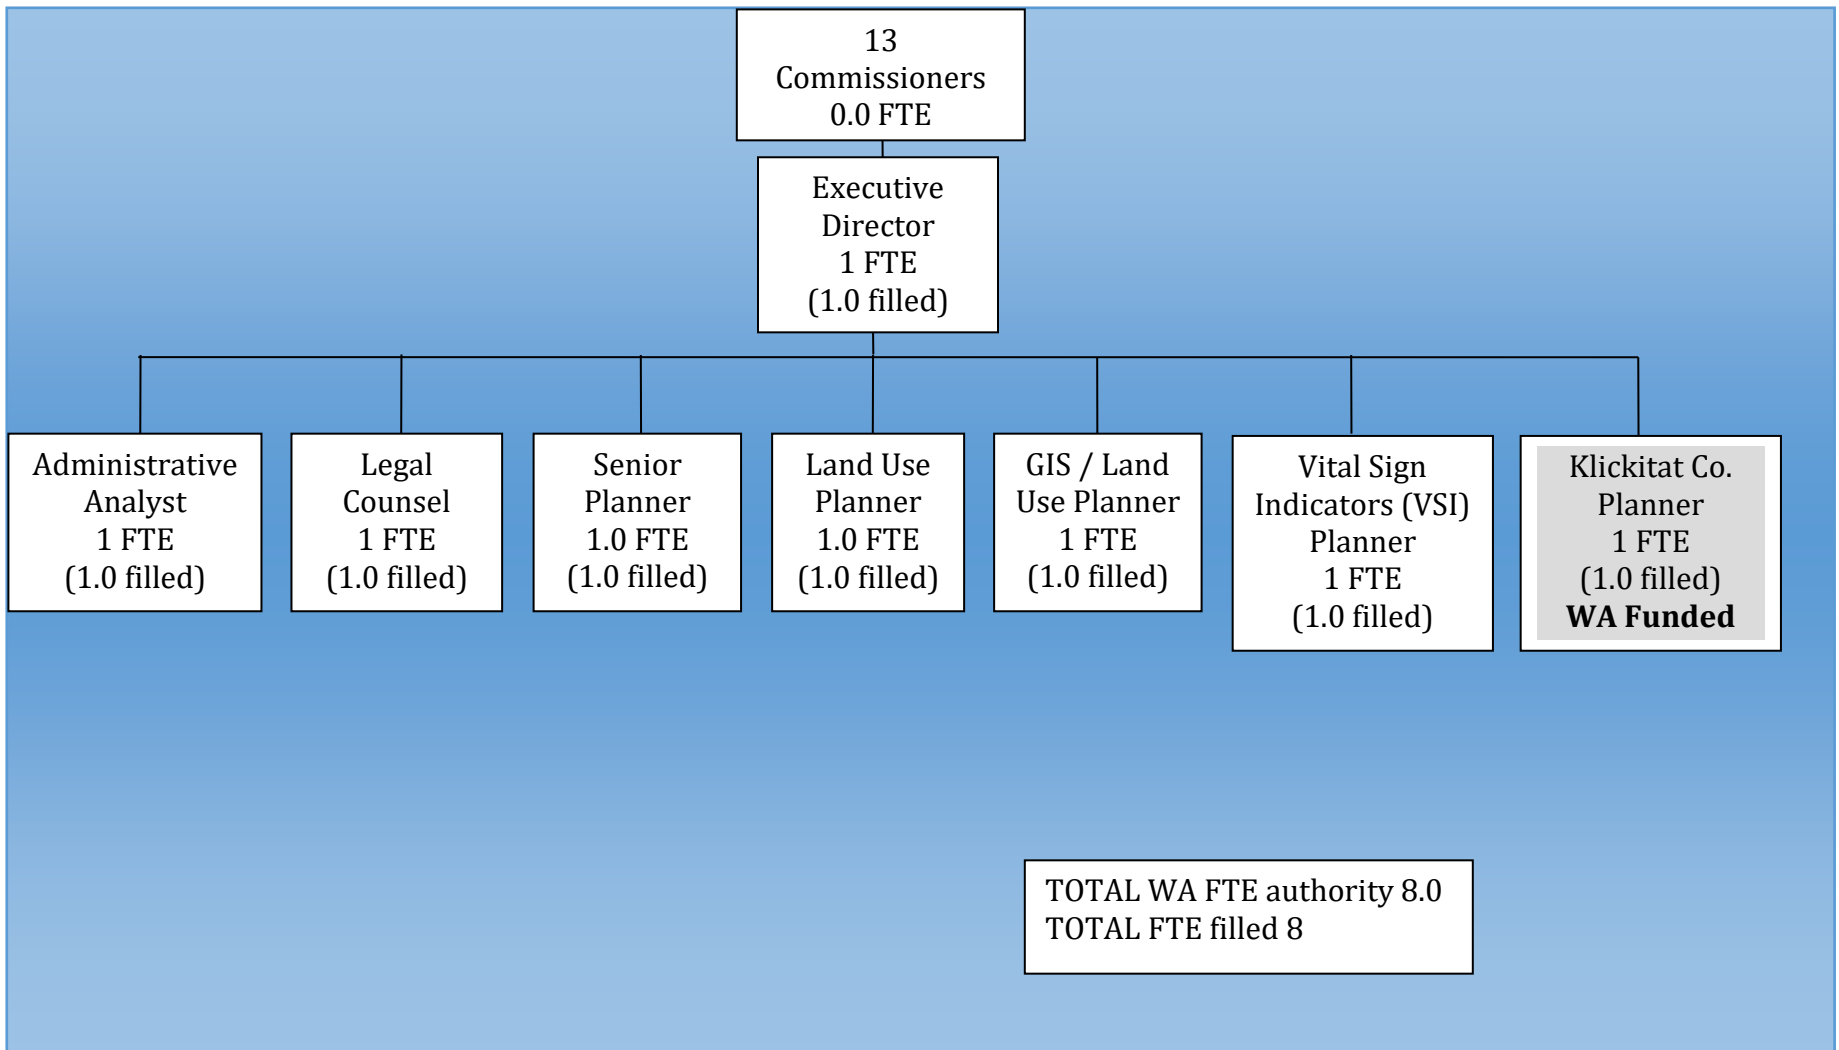 13
Commissioners
0.0 FTE
Executive
Director
1 FTE
(1.0 filled)
Administrative
Analyst
1 FTE
(1.0 filled)
Legal
Counsel
1 FTE
(1.0 filled)
Senior
Planner
1.0 FTE
(1.0 filled)
Land Use
Planner
1.0 FTE
(1.0 filled)
GIS / Land
Use Planner
1 FTE
(1.0 filled)
Vital Sign
Indicators (VSI)
Planner
1 FTE
(1.0 filled)
Klickitat Co.
Planner
1 FTE
(1.0 filled)
WA Funded
TOTAL WA FTE authority 8.0
TOTAL FTE filled 8